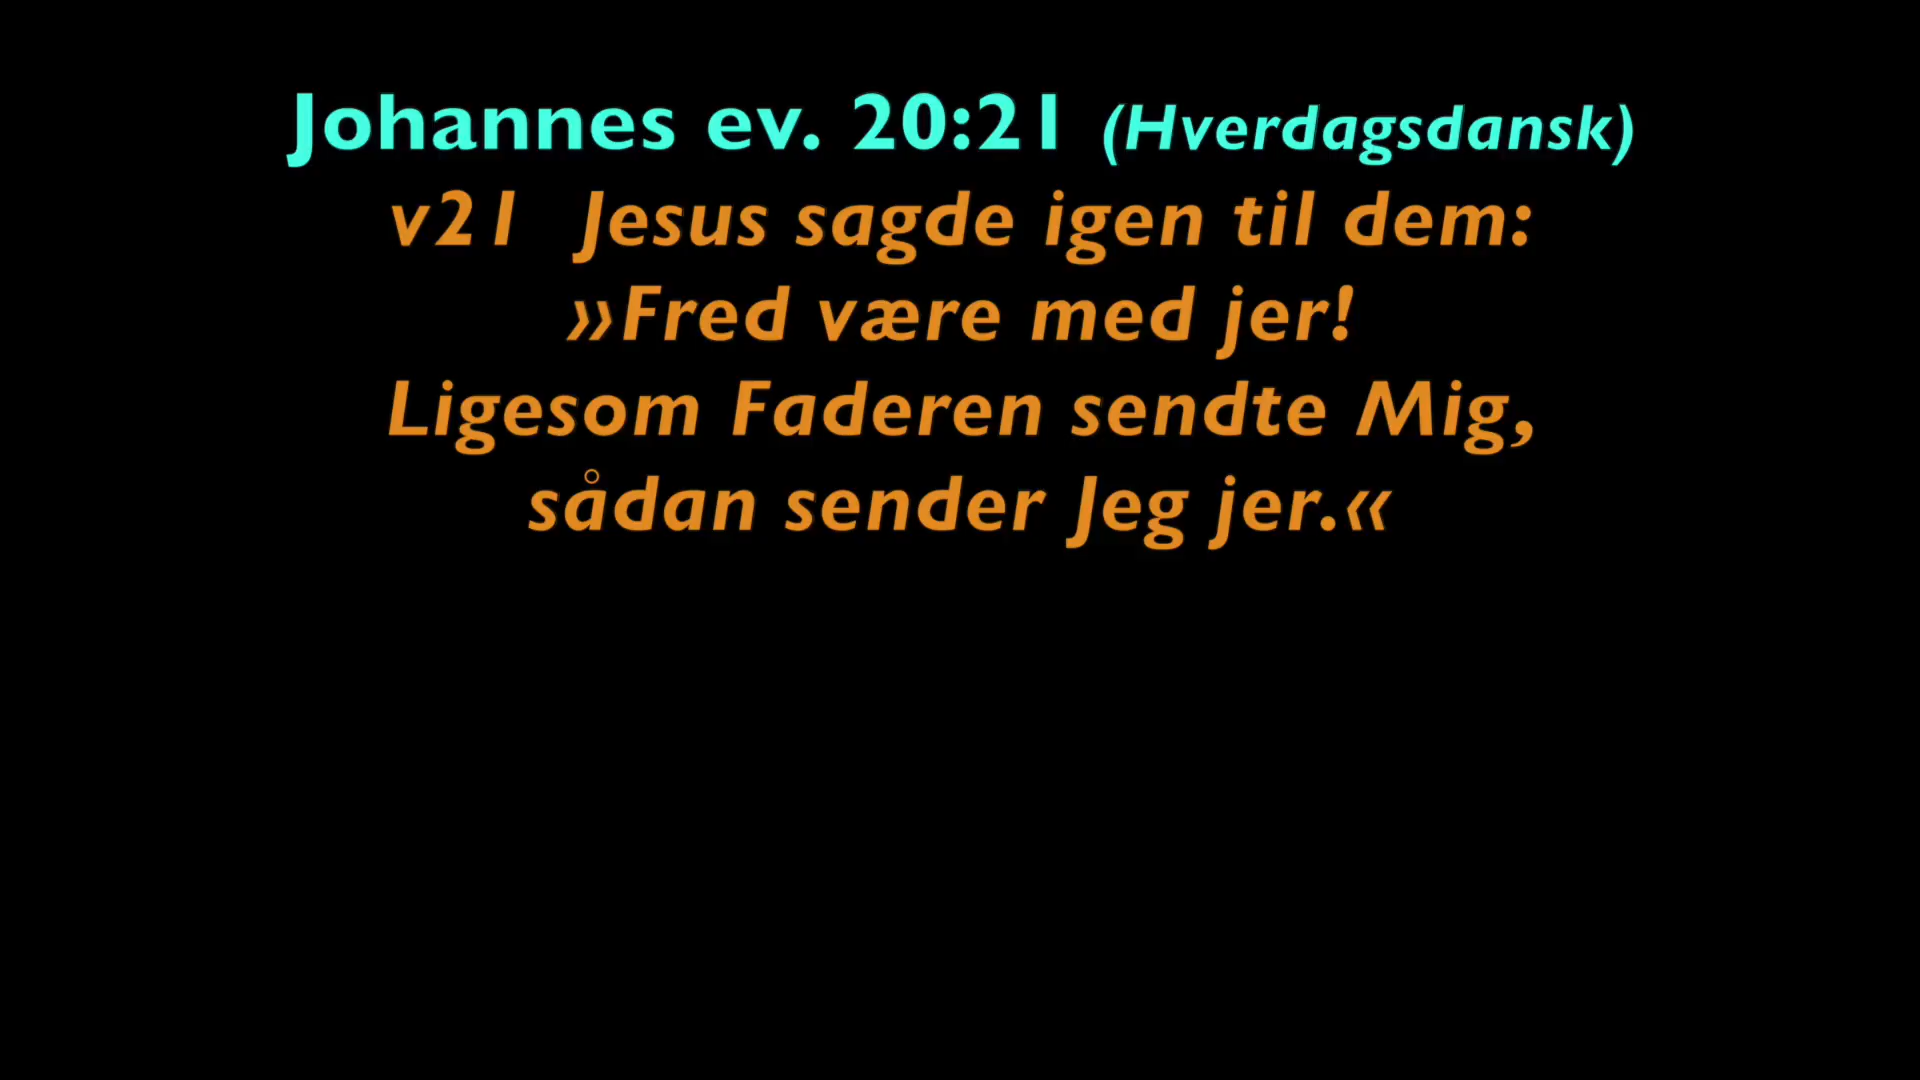 Johannes ev. 20:21 (Hverdagsdansk)
v21 Jesus sagde igen til dem:
»Fred være med jer!
Ligesom Faderen sendte Mig,
sådan sender Jeg jer.«